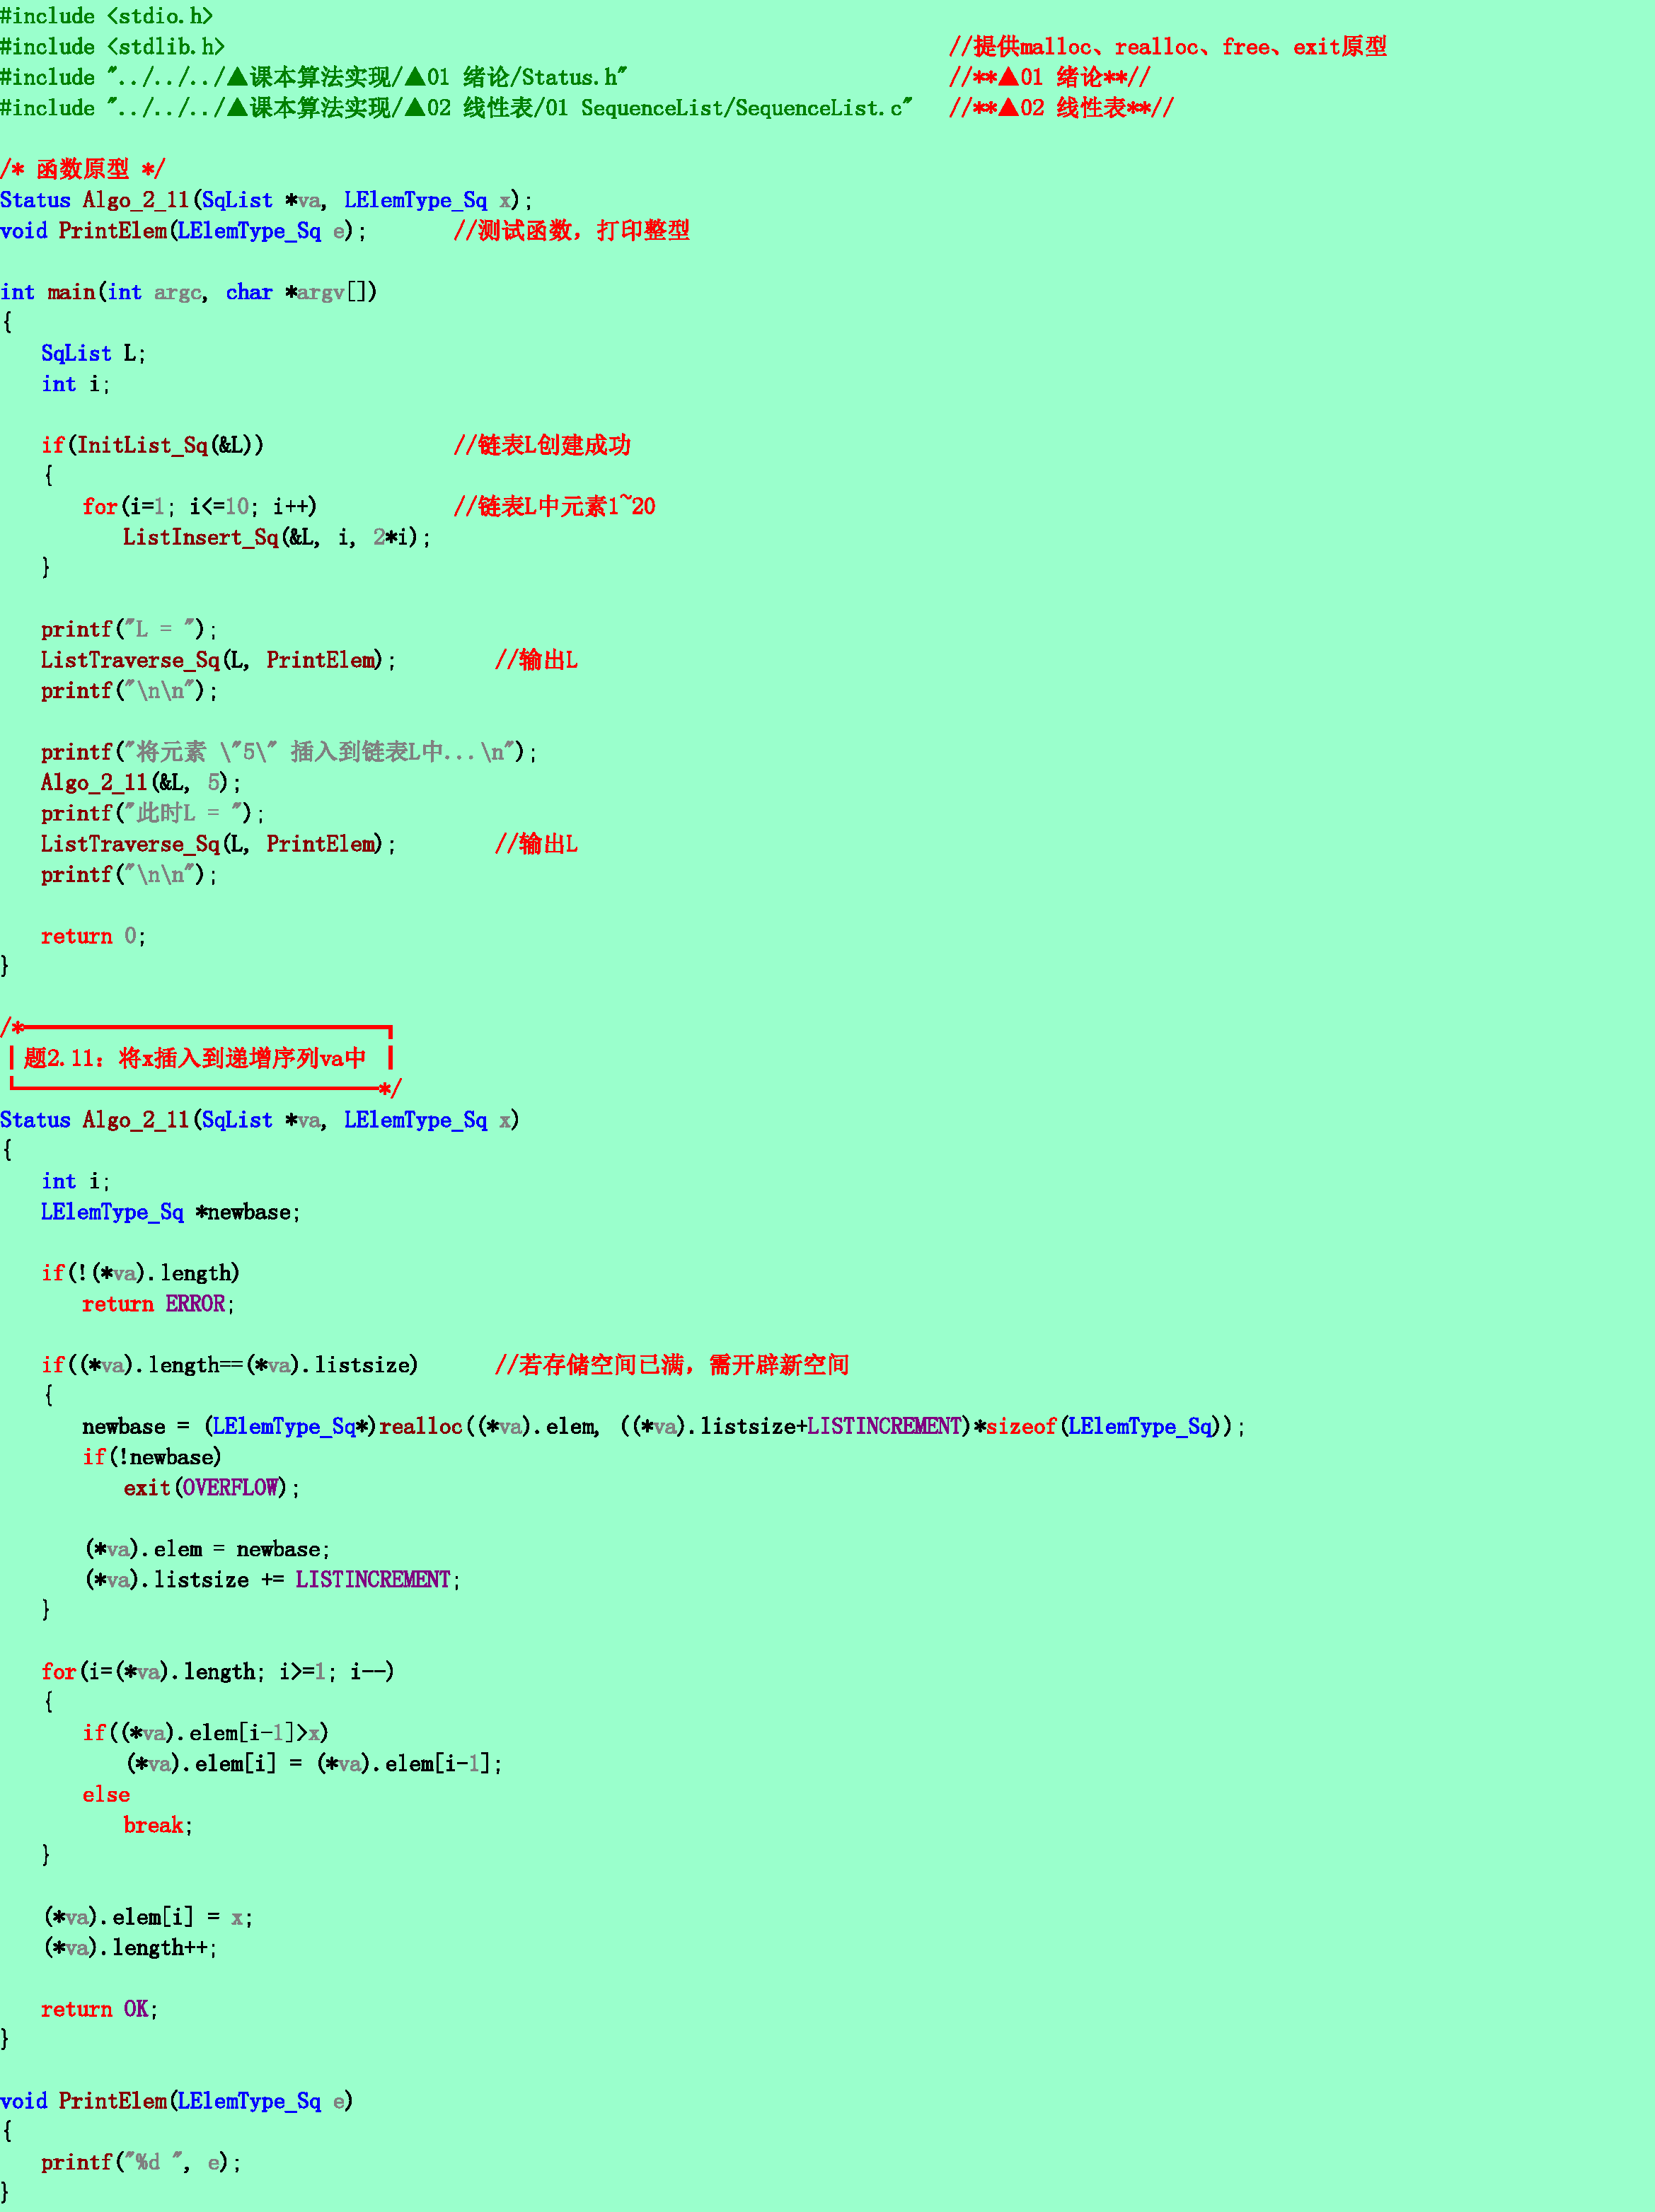 #include <stdio.h>
#include <stdlib.h> //提供malloc、realloc、free、exit原型
#include "../../../▲课本算法实现/▲01 绪论/Status.h" //**▲01 绪论**//
#include "../../../▲课本算法实现/▲02 线性表/01 SequenceList/SequenceList.c" //**▲02 线性表**//
/* 函数原型 */
Status Algo_2_11(SqList *va, LElemType_Sq x);
void PrintElem(LElemType_Sq e); //测试函数，打印整型
int main(int argc, char *argv[])
{
SqList L;
int i;
if(InitList_Sq(&L)) //链表L创建成功
{
for(i=1; i<=10; i++) //链表L中元素1~20
ListInsert_Sq(&L, i, 2*i);
}
printf("L = ");
ListTraverse_Sq(L, PrintElem); //输出L
printf("\n\n");
printf("将元素 \"5\" 插入到链表L中...\n");
Algo_2_11(&L, 5);
printf("此时L = ");
ListTraverse_Sq(L, PrintElem); //输出L
printf("\n\n");
return 0;
}
/*━━━━━━━━━━━━━━━┓
┃题2.11：将x插入到递增序列va中 ┃
┗━━━━━━━━━━━━━━━*/
Status Algo_2_11(SqList *va, LElemType_Sq x)
{
int i;
LElemType_Sq *newbase;
if(!(*va).length)
return ERROR;
if((*va).length==(*va).listsize) //若存储空间已满，需开辟新空间
{
newbase = (LElemType_Sq*)realloc((*va).elem, ((*va).listsize+LISTINCREMENT)*sizeof(LElemType_Sq));
if(!newbase)
exit(OVERFLOW);
(*va).elem = newbase;
(*va).listsize += LISTINCREMENT;
}
for(i=(*va).length; i>=1; i--)
{
if((*va).elem[i-1]>x)
(*va).elem[i] = (*va).elem[i-1];
else
break;
}
(*va).elem[i] = x;
(*va).length++;
return OK;
}
void PrintElem(LElemType_Sq e)
{
printf("%d ", e);
}